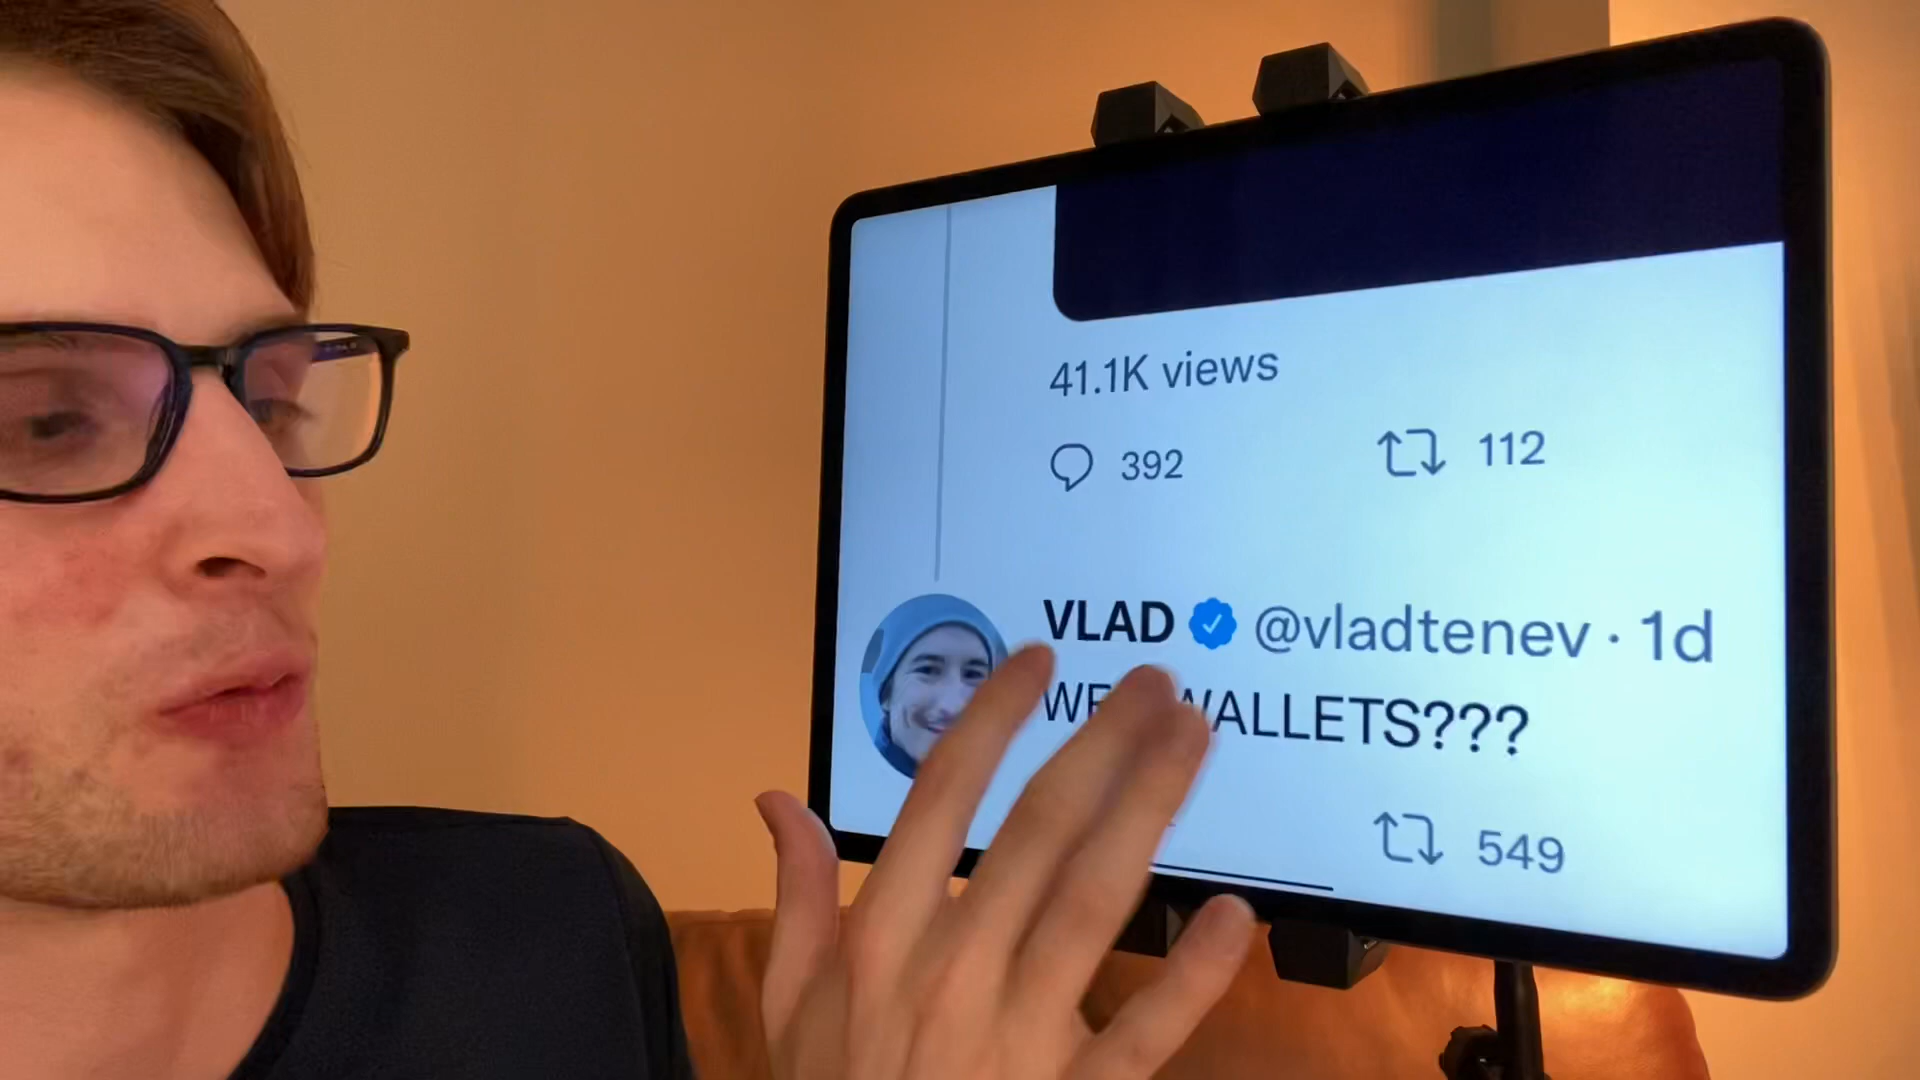 41.1K views
392 112
VLAD @vladtenev · 1d
WALLETS???
549